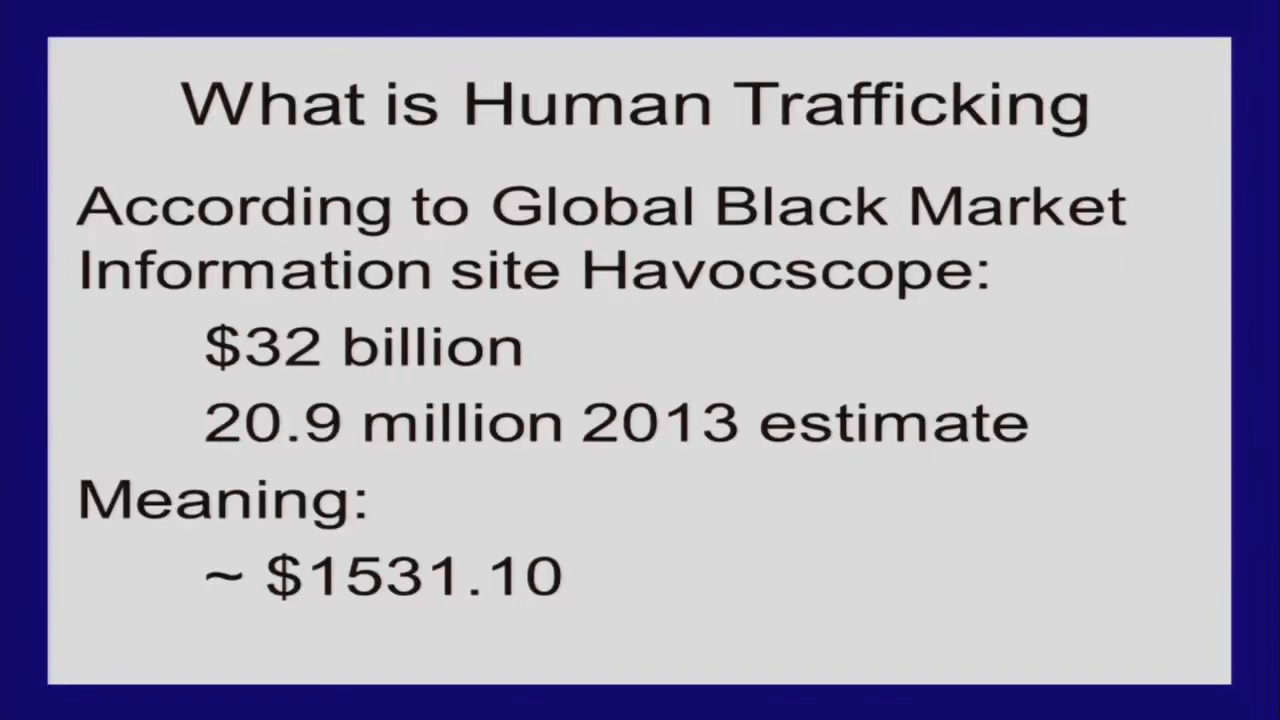 What is Human Trafficking
According to Global Black Market
Information site Havocscope:
$32 billion
20.9 million 2013 estimate
Meaning:
~ $1531.10